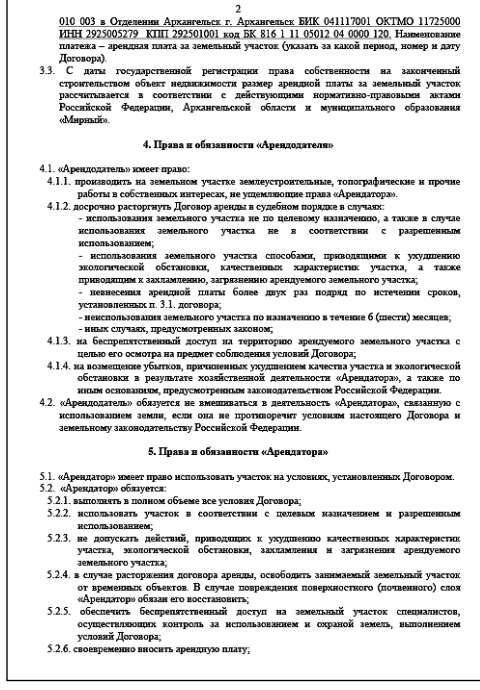 2
010 003 в Отделении Архангельск г. Архангельск БИК 041117001 ОКТМО 11725000
ИНН 2925005279 КПП 292501001 код БК 816 1 11 05012 04 0000 120. Наименование
платежа – арендная плата за земельный участок (указать за какой период, номер и дату
Договора).
3.3. С даты государственной регистрации права собственности на законченный
строительством объект недвижимости размер арендной платы за земельный участок
рассчитывается в соответствии с действующими нормативно-правовыми актами
Российской Федерации, Архангельской области и муниципального образования
«Мирный».
4. Права и обязанности «Арендодателя»
4.1. «Арендодатель» имеет право:
4.1.1. производить на земельном участке землеустроительные, топографические и прочие
работы в собственных интересах, не ущемляющие права «Арендатора».
4.1.2. досрочно расторгнуть Договор аренды в судебном порядке в случаях:
- использования земельного участка не по целевому назначению, а также в случае
использования земельного участка не в соответствии с разрешенным
использованием;
- использования земельного участка способами, приводящими к ухудшению
экологической обстановки, качественных характеристик участка, а также
приводящим к захламлению, загрязнению арендуемого земельного участка;
- невнесения арендной платы более двух раз подряд по истечении сроков,
установленных п. 3.1. договора;
- неиспользования земельного участка по назначению в течение 6 (шести) месяцев;
- иных случаях, предусмотренных законом;
4.1.3. на беспрепятственный доступ на территорию арендуемого земельного участка с
целью его осмотра на предмет соблюдения условий Договора;
4.1.4. на возмещение убытков, причиненных ухудшением качества участка и экологической
обстановки в результате хозяйственной деятельности «Арендатора», а также по
иным основаниям, предусмотренным законодательством Российской Федерации.
4.2. «Арендодатель» обязуется не вмешиваться в деятельность «Арендатора», связанную с
использованием земли, если она не противоречит условиям настоящего Договора и
земельному законодательству Российской Федерации.
5. Права и обязанности «Арендатора»
5.1. «Арендатор» имеет право использовать участок на условиях, установленных Договором.
5.2. «Арендатор» обязуется:
5.2.1. выполнять в полном объеме все условия Договора;
5.2.2. использовать участок в соответствии с целевым назначением и разрешенным
использованием;
5.2.3. не допускать действий, приводящих к ухудшению качественных характеристик
участка, экологической обстановки, захламления и загрязнения арендуемого
земельного участка;
5.2.4. в случае расторжения договора аренды, освободить занимаемый земельный участок
от временных объектов. В случае повреждения поверхностного (почвенного) слоя
«Арендатор» обязан его восстановить;
5.2.5. обеспечить беспрепятственный доступ на земельный участок специалистов,
осуществляющих контроль за использованием и охраной земель, выполнением
условий Договора;
5.2.6. своевременно вносить арендную плату;